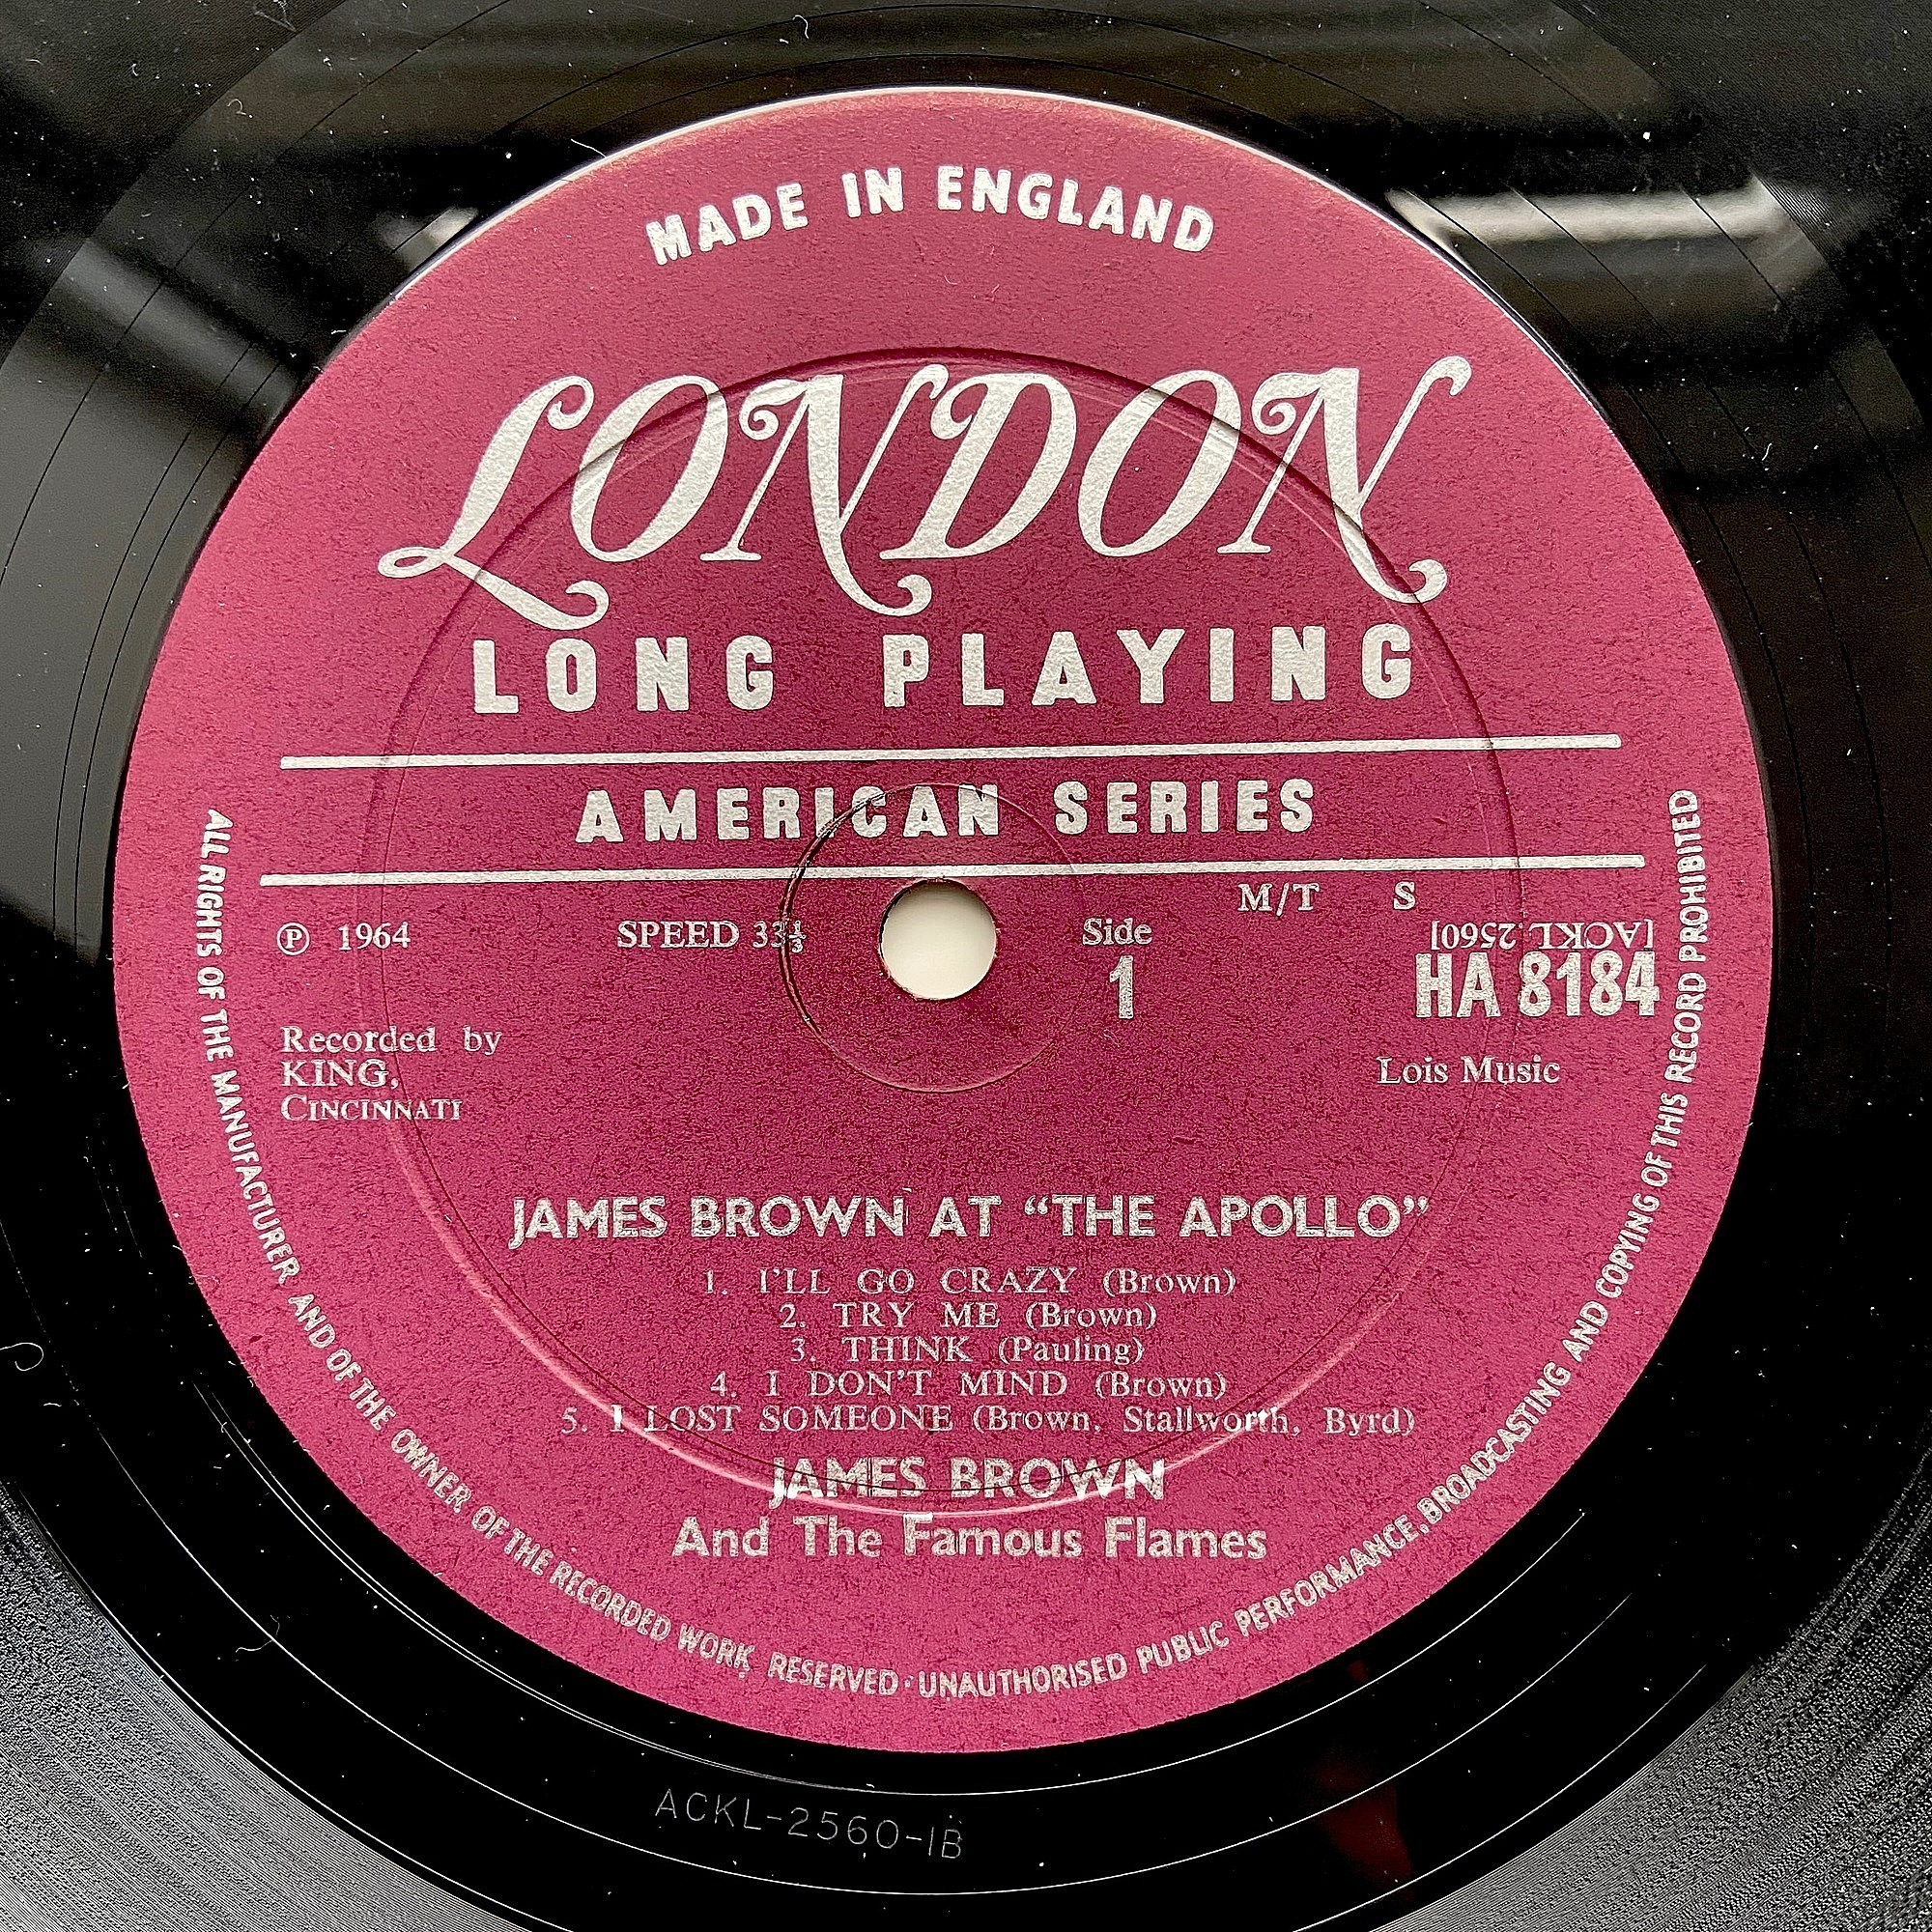 MADE IN ENGLAND
LONDON
LONG PLAYING
AMERICAN SERIES
M/T S
Ⓟ 1964
SPEED 33⅓
Side
1
[ACKL 2560]
HA 8184
Recorded by
KING,
CINCINNATI
Lois Music
JAMES BROWN AT “THE APOLLO”
1. I'LL GO CRAZY (Brown)
2. TRY ME (Brown)
3. THINK (Pauling)
4. I DON'T MIND (Brown)
5. I LOST SOMEONE (Brown, Stallworth, Byrd)
JAMES BROWN
And The Famous Flames
ALL RIGHTS OF THE MANUFACTURER AND OF THE OWNER OF THE RECORDED WORK RESERVED · UNAUTHORISED PUBLIC PERFORMANCE, BROADCASTING AND COPYING OF THIS RECORD PROHIBITED
ACKL-2560-1B